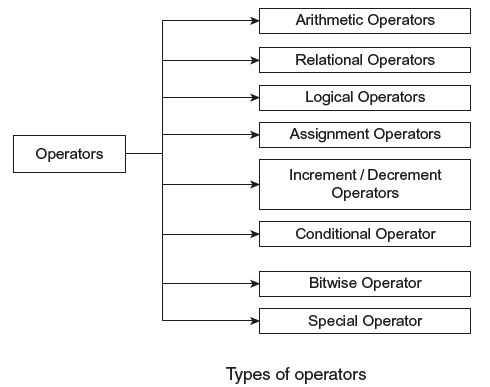 Arithmetic Operators
Relational Operators
Logical Operators
Assignment Operators
Operators
Increment / Decrement
Operators
Conditional Operator
Bitwise Operator
Special Operator
Types of operators